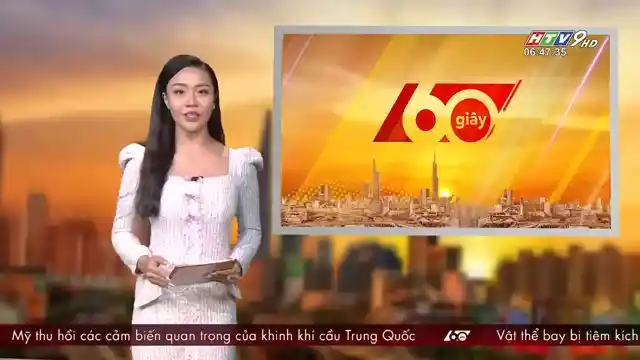 HTV9 HD
06:47:35
60 giây
Mỹ thu hồi các cảm biến quan trọng của khinh khí cầu Trung Quốc 60 Vật thể bay bị tiêm kích